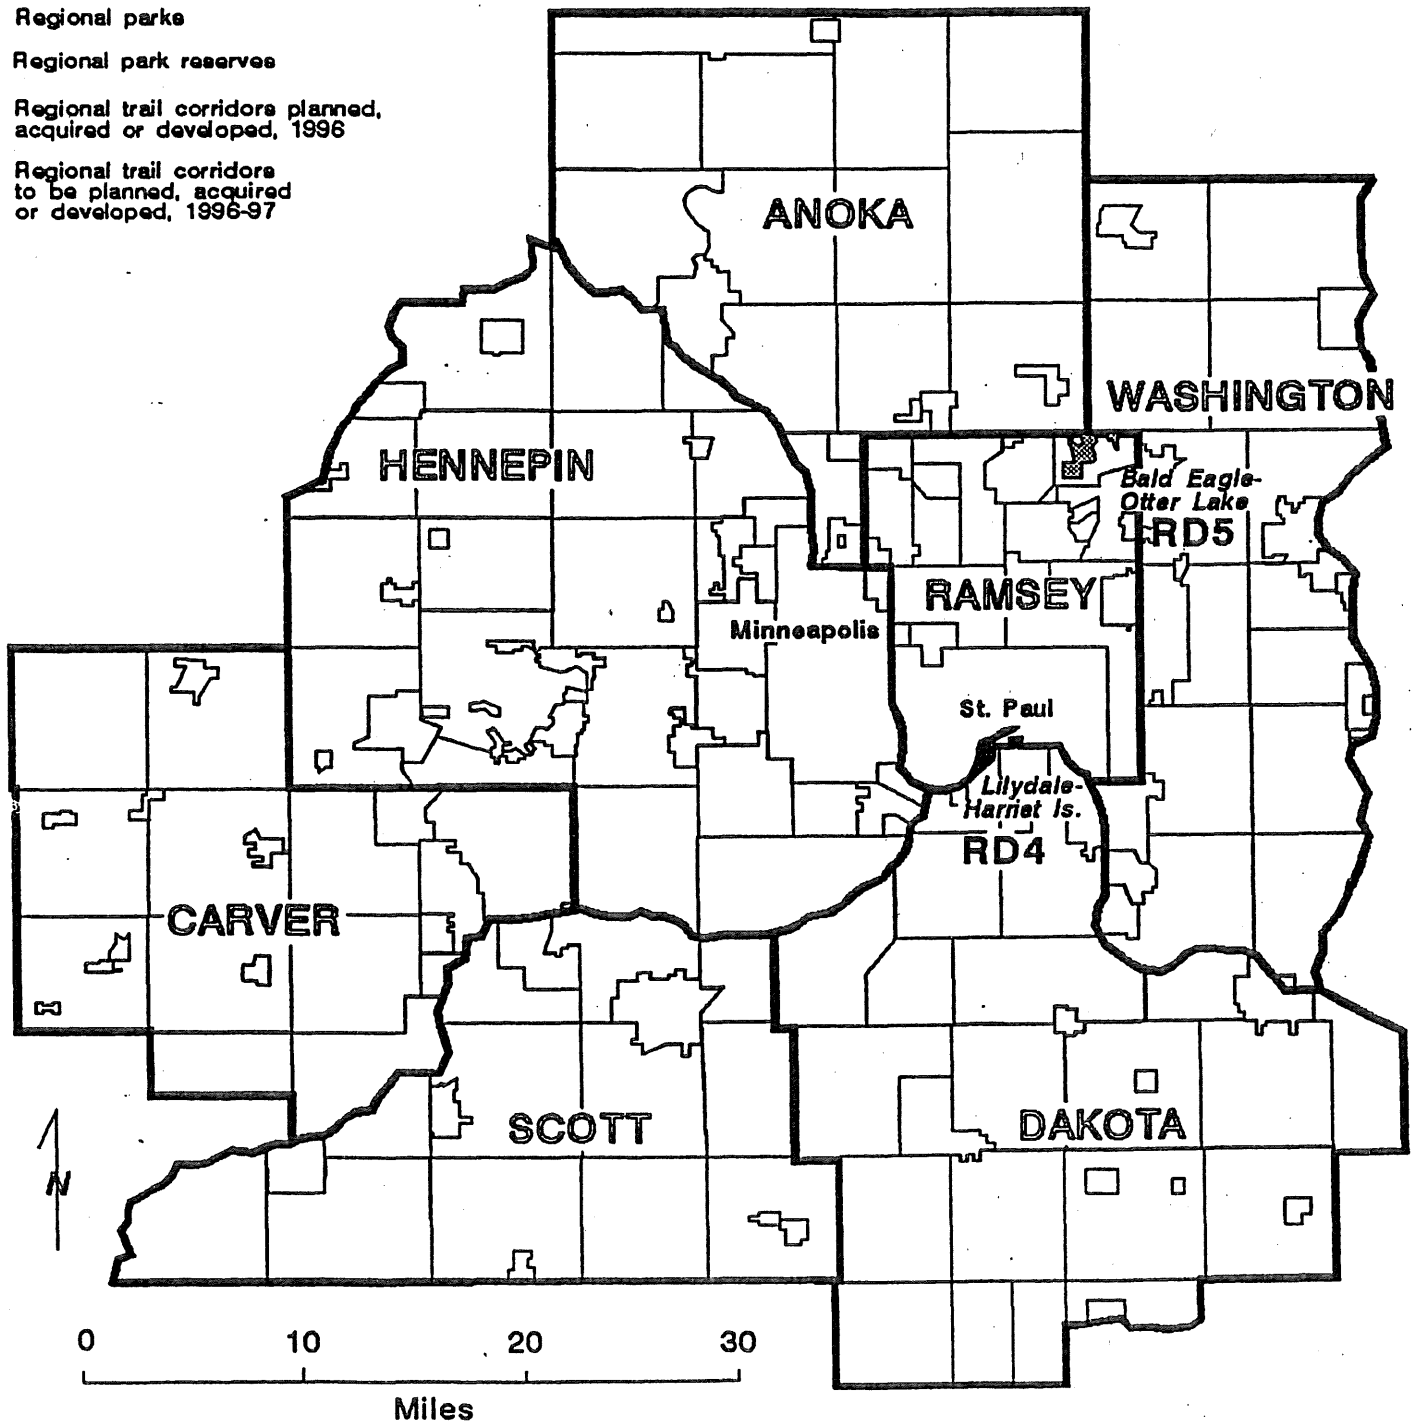 Regional parks
Regional park reserves
Regional trail corridors planned,
acquired or developed, 1996
Regional trail corridors
to be planned, acquired
or developed, 1996-97
ANOKA
WASHINGTON
HENNEPIN
Bald Eagle-
Otter Lake
RD5
RAMSEY
Minneapolis
St. Paul
Lilydale-
Harriet Is.
RD4
CARVER
SCOTT
DAKOTA
N
0 10 20 30
Miles